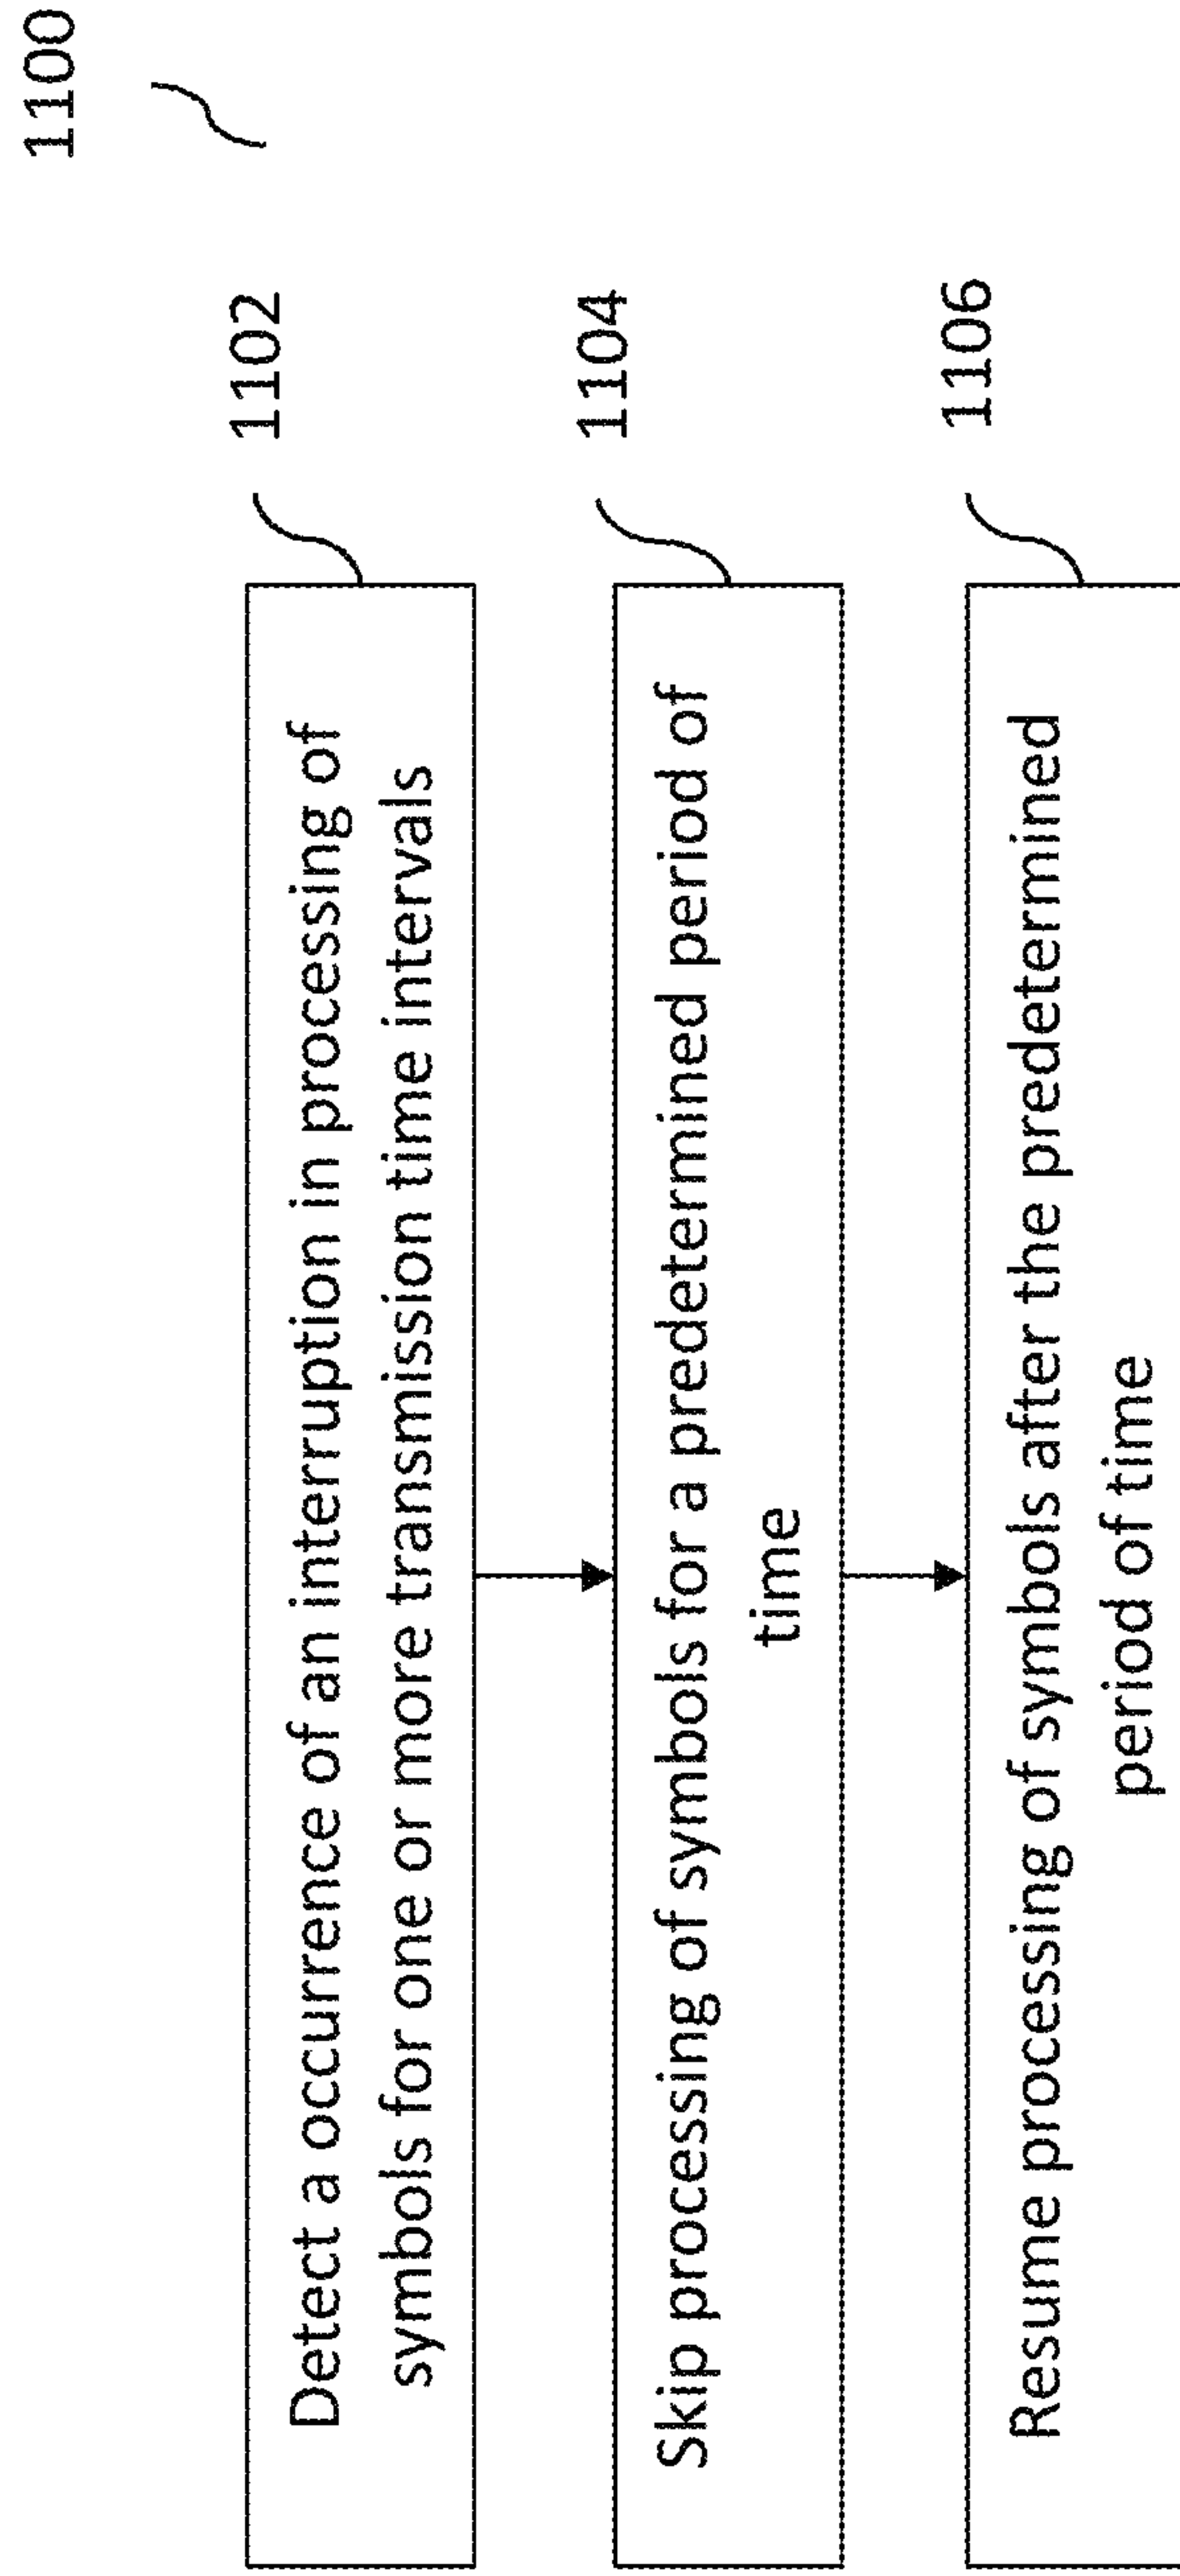 1100
1102
Detect a occurrence of an interruption in processing of
symbols for one or more transmission time intervals
1104
Skip processing of symbols for a predetermined period of
time
1106
Resume processing of symbols after the predetermined
period of time